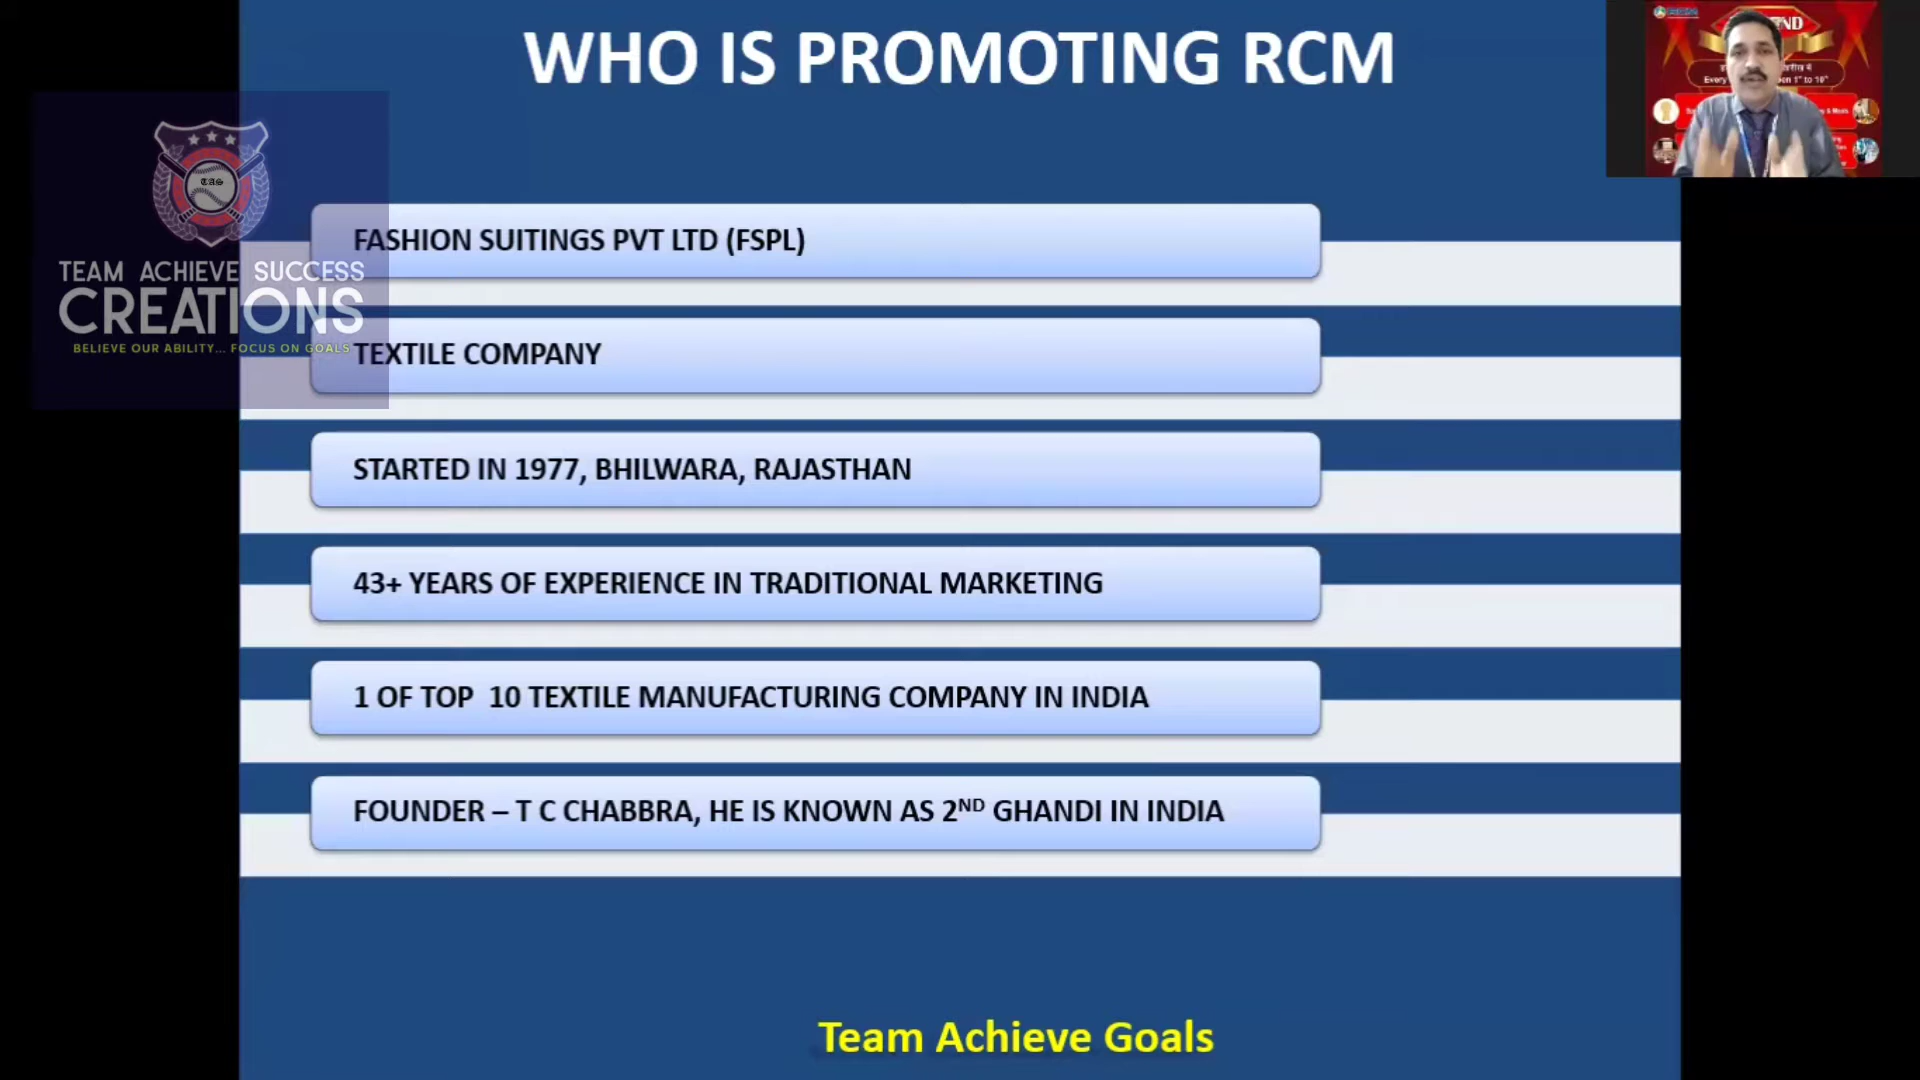 WHO IS PROMOTING RCM
TAS
TEAM ACHIEVE SUCCESS
CREATIONS
BELIEVE OUR ABILITY... FOCUS ON GOALS
FASHION SUITINGS PVT LTD (FSPL)
TEXTILE COMPANY
STARTED IN 1977, BHILWARA, RAJASTHAN
43+ YEARS OF EXPERIENCE IN TRADITIONAL MARKETING
1 OF TOP 10 TEXTILE MANUFACTURING COMPANY IN INDIA
FOUNDER – T C CHABBRA, HE IS KNOWN AS 2ND GHANDI IN INDIA
Team Achieve Goals